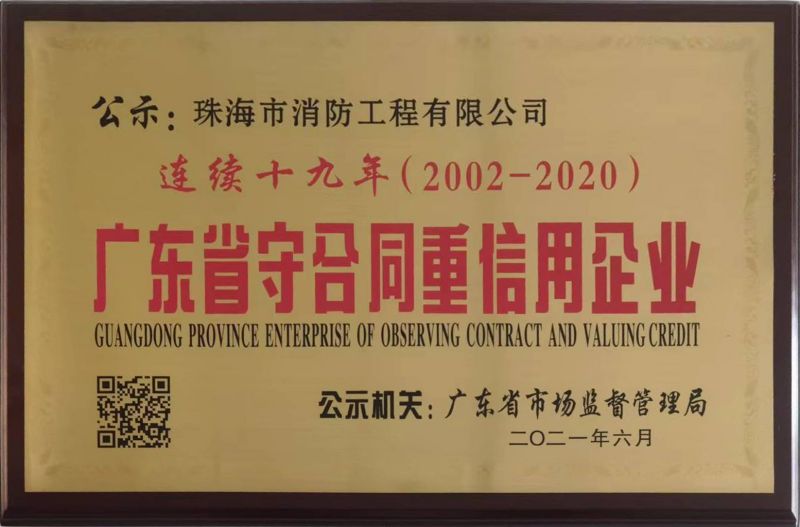 公示：珠海市消防工程有限公司
连续十九年（2002-2020）
广东省守合同重信用企业
GUANGDONG PROVINCE ENTERPRISE OF OBSERVING CONTRACT AND VALUING CREDIT
公示机关：广东省市场监督管理局
二〇二一年六月